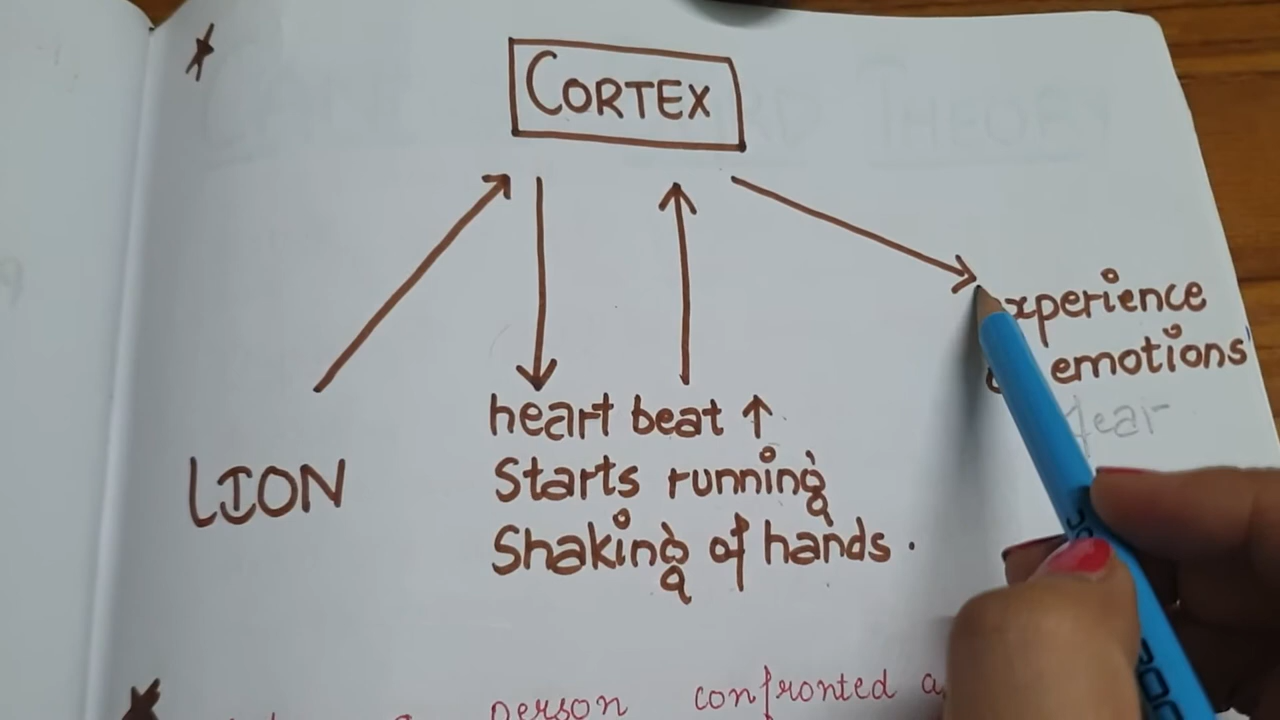 CORTEX
LION
heart beat ↑
Starts running
Shaking of hands.
experience
emotions
fear
person confronted